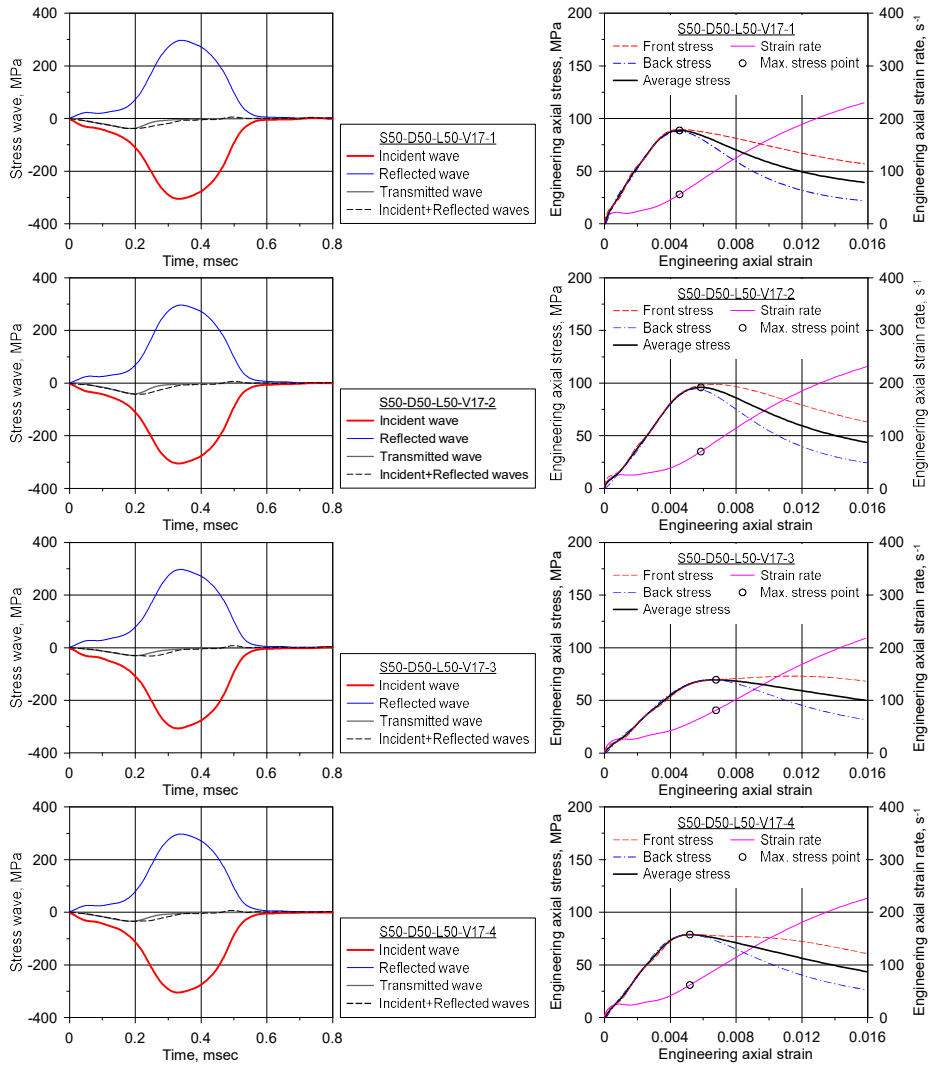 400
200
0
-200
-400
Stress wave, MPa
0 0.2 0.4 0.6 0.8
Time, msec
S50-D50-L50-V17-1
Incident wave
Reflected wave
Transmitted wave
Incident+Reflected waves
200
150
100
50
0
Engineering axial stress, MPa
S50-D50-L50-V17-1
Front stress Strain rate
Back stress Max. stress point
Average stress
400
300
200
100
0
Engineering axial strain rate, s-1
0 0.004 0.008 0.012 0.016
Engineering axial strain
400
200
0
-200
-400
Stress wave, MPa
0 0.2 0.4 0.6 0.8
Time, msec
S50-D50-L50-V17-2
Incident wave
Reflected wave
Transmitted wave
Incident+Reflected waves
200
150
100
50
0
Engineering axial stress, MPa
S50-D50-L50-V17-2
Front stress Strain rate
Back stress Max. stress point
Average stress
400
300
200
100
0
Engineering axial strain rate, s-1
0 0.004 0.008 0.012 0.016
Engineering axial strain
400
200
0
-200
-400
Stress wave, MPa
0 0.2 0.4 0.6 0.8
Time, msec
S50-D50-L50-V17-3
Incident wave
Reflected wave
Transmitted wave
Incident+Reflected waves
200
150
100
50
0
Engineering axial stress, MPa
S50-D50-L50-V17-3
Front stress Strain rate
Back stress Max. stress point
Average stress
400
300
200
100
0
Engineering axial strain rate, s-1
0 0.004 0.008 0.012 0.016
Engineering axial strain
400
200
0
-200
-400
Stress wave, MPa
0 0.2 0.4 0.6 0.8
Time, msec
S50-D50-L50-V17-4
Incident wave
Reflected wave
Transmitted wave
Incident+Reflected waves
200
150
100
50
0
Engineering axial stress, MPa
S50-D50-L50-V17-4
Front stress Strain rate
Back stress Max. stress point
Average stress
400
300
200
100
0
Engineering axial strain rate, s-1
0 0.004 0.008 0.012 0.016
Engineering axial strain